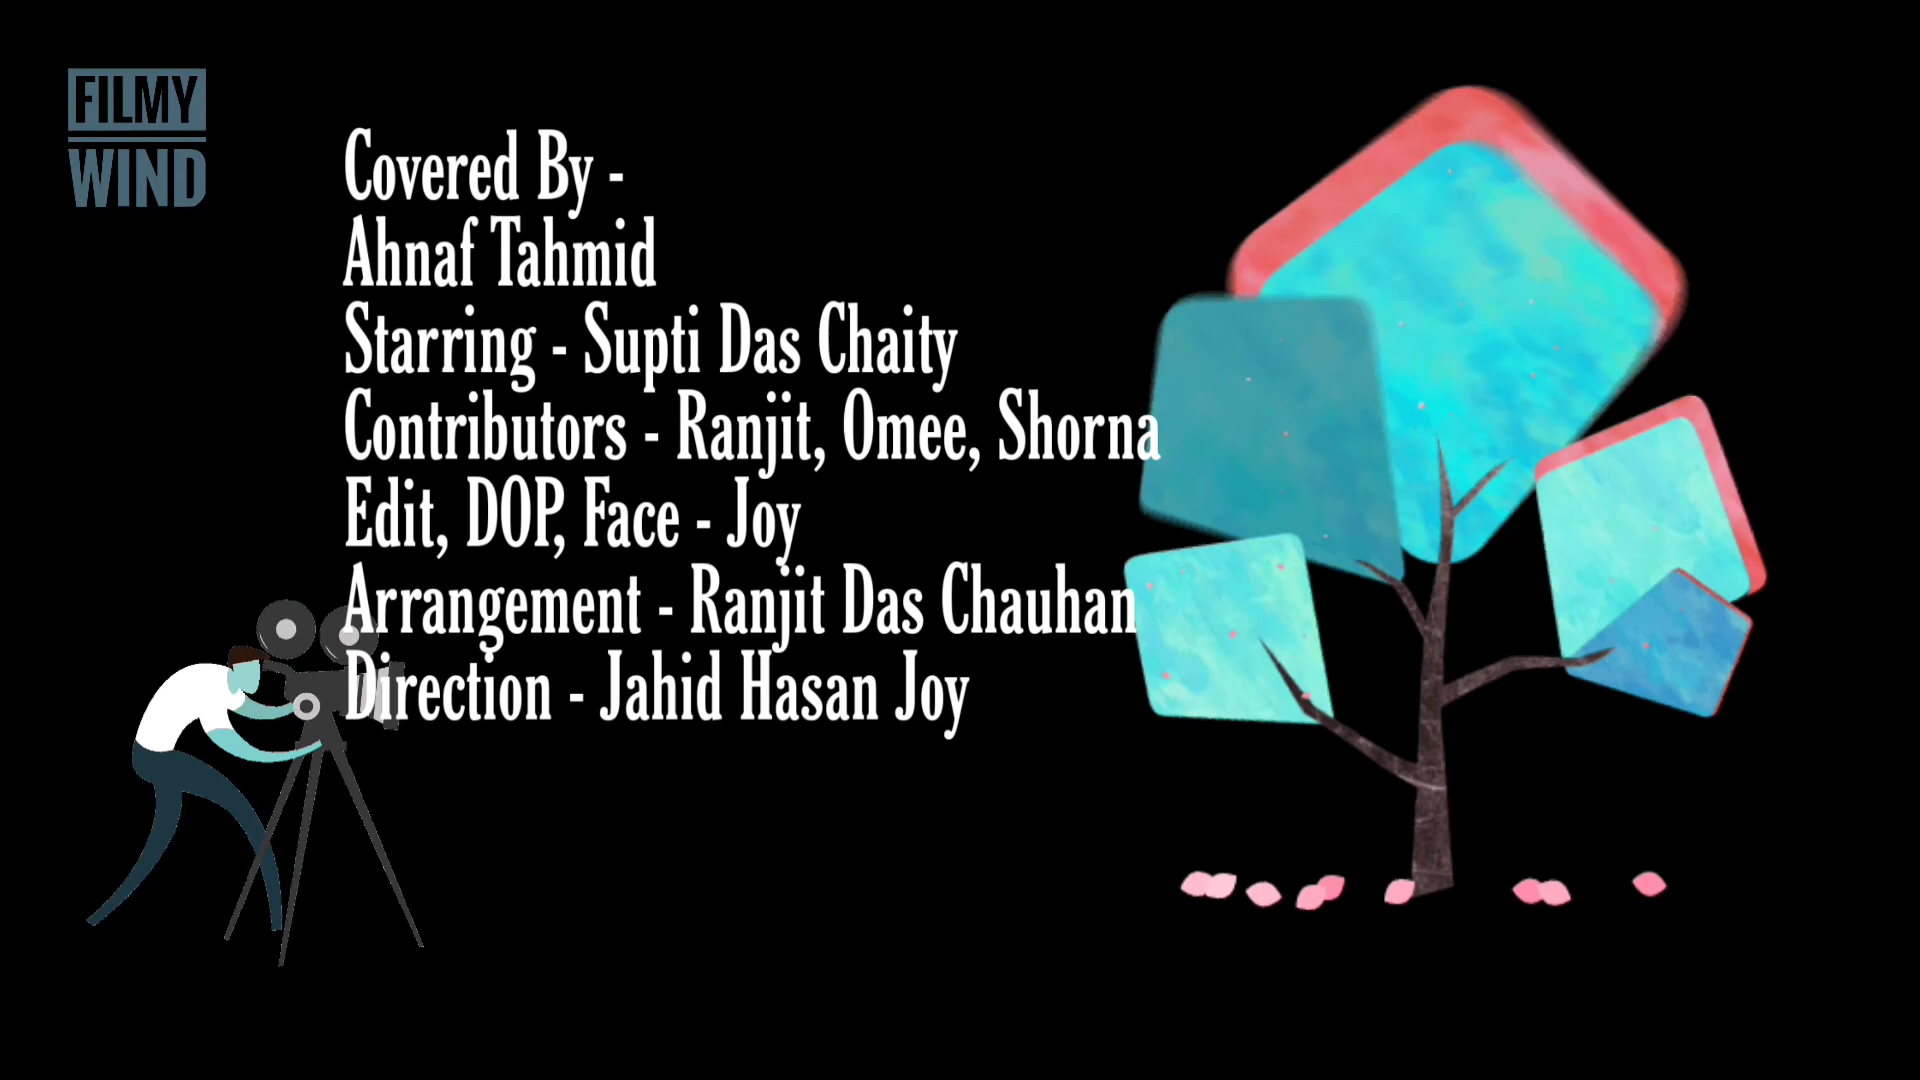 FILMY
WIND
Covered By -
Ahnaf Tahmid
Starring - Supti Das Chaity
Contributors - Ranjit, Omee, Shorna
Edit, DOP, Face - Joy
Arrangement - Ranjit Das Chauhan
Direction - Jahid Hasan Joy